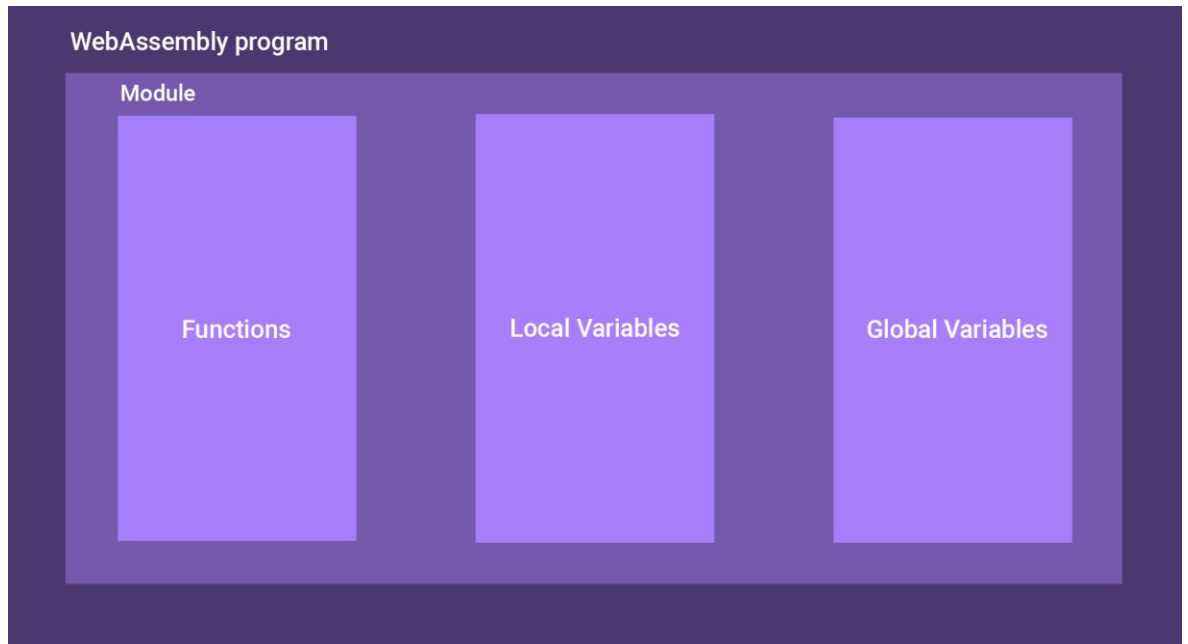 WebAssembly program
Module
Functions
Local Variables
Global Variables